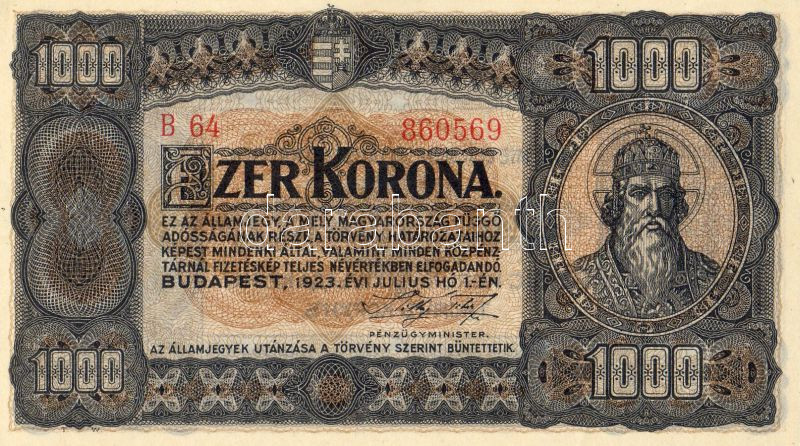 1000 1000
B 64 860569
EZER KORONA.
EZ AZ ÁLLAMJEGY A MELY MAGYARORSZÁG FÜGGŐ
ADÓSSÁGÁNAK RÉSZE, A TÖRVÉNY HATÁROZATAIHOZ
KÉPEST MINDENKI ÁLTAL, VALAMINT MINDEN KÖZPÉNZ-
TÁRNÁL FIZETÉSKÉP TELJES NÉVÉRTÉKBEN ELFOGADANDÓ.
BUDAPEST, 1923. ÉVI JULIUS HÓ 1.-ÉN.
PÉNZÜGYMINISTER.
AZ ÁLLAMJEGYEK UTÁNZÁSA A TÖRVÉNY SZERINT BÜNTETTETIK.
1000 1000